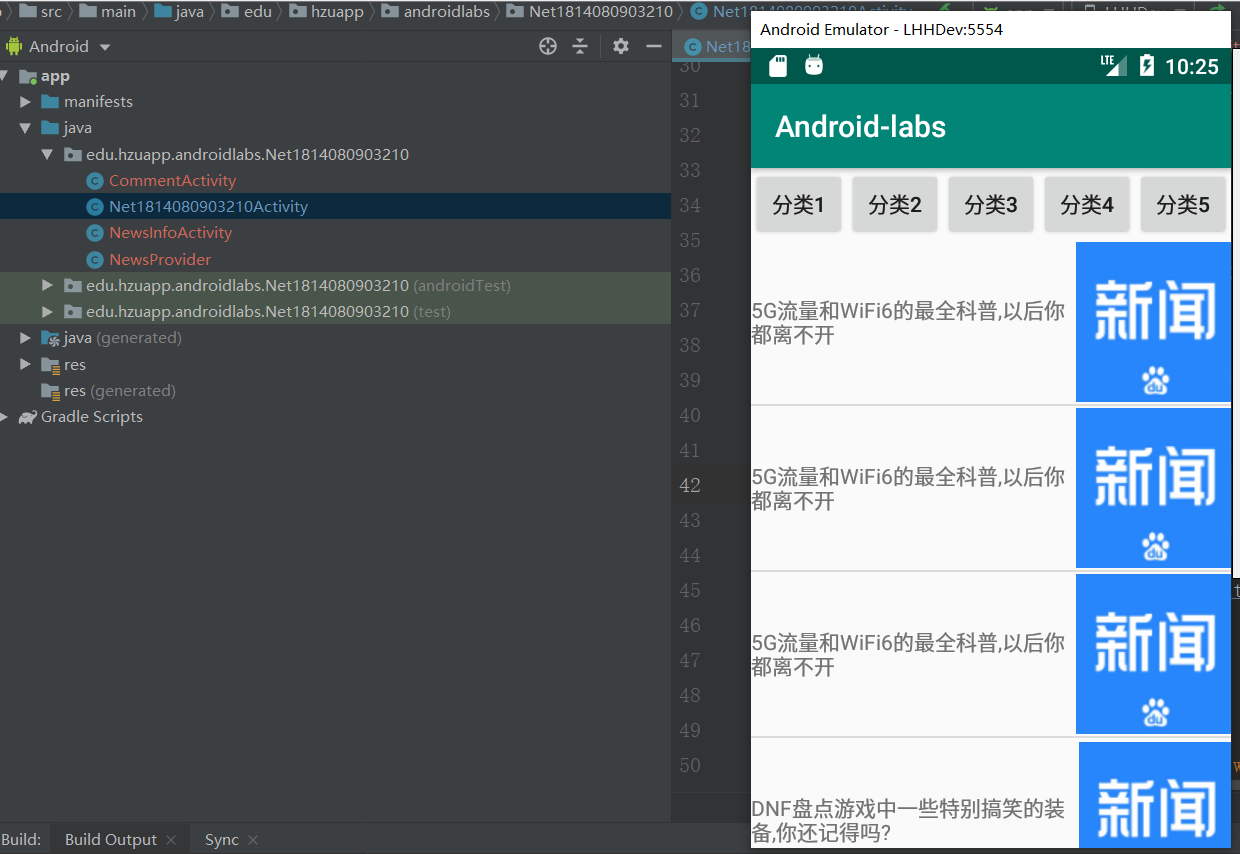 src main java edu hzuapp androidlabs Net1814080903210
Android
app
manifests
java
edu.hzuapp.androidlabs.Net1814080903210
CommentActivity
Net1814080903210Activity
NewsInfoActivity
NewsProvider
edu.hzuapp.androidlabs.Net1814080903210 (androidTest)
edu.hzuapp.androidlabs.Net1814080903210 (test)
java (generated)
res
res (generated)
Gradle Scripts
Build:
Build Output
Sync
Net18
30
31
32
33
34
35
36
37
38
39
40
41
42
43
44
45
46
47
48
49
50
Android Emulator - LHHDev:5554
LTE
10:25
Android-labs
分类1
分类2
分类3
分类4
分类5
5G流量和WiFi6的最全科普,以后你
都离不开
新闻
du
5G流量和WiFi6的最全科普,以后你
都离不开
新闻
du
5G流量和WiFi6的最全科普,以后你
都离不开
新闻
du
DNF盘点游戏中一些特别搞笑的装
备,你还记得吗?
新闻